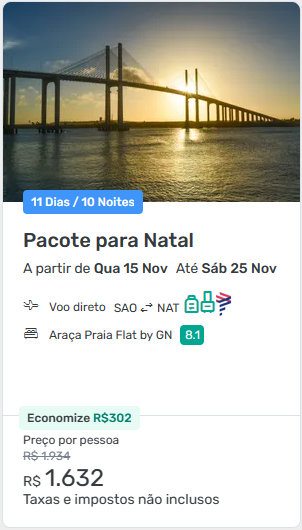 11 Dias / 10 Noites
Pacote para Natal
A partir de Qua 15 Nov Até Sáb 25 Nov
Voo direto SAO NAT
Araça Praia Flat by GN 8.1
Economize R$302
Preço por pessoa
R$ 1.934
R$ 1.632
Taxas e impostos não inclusos